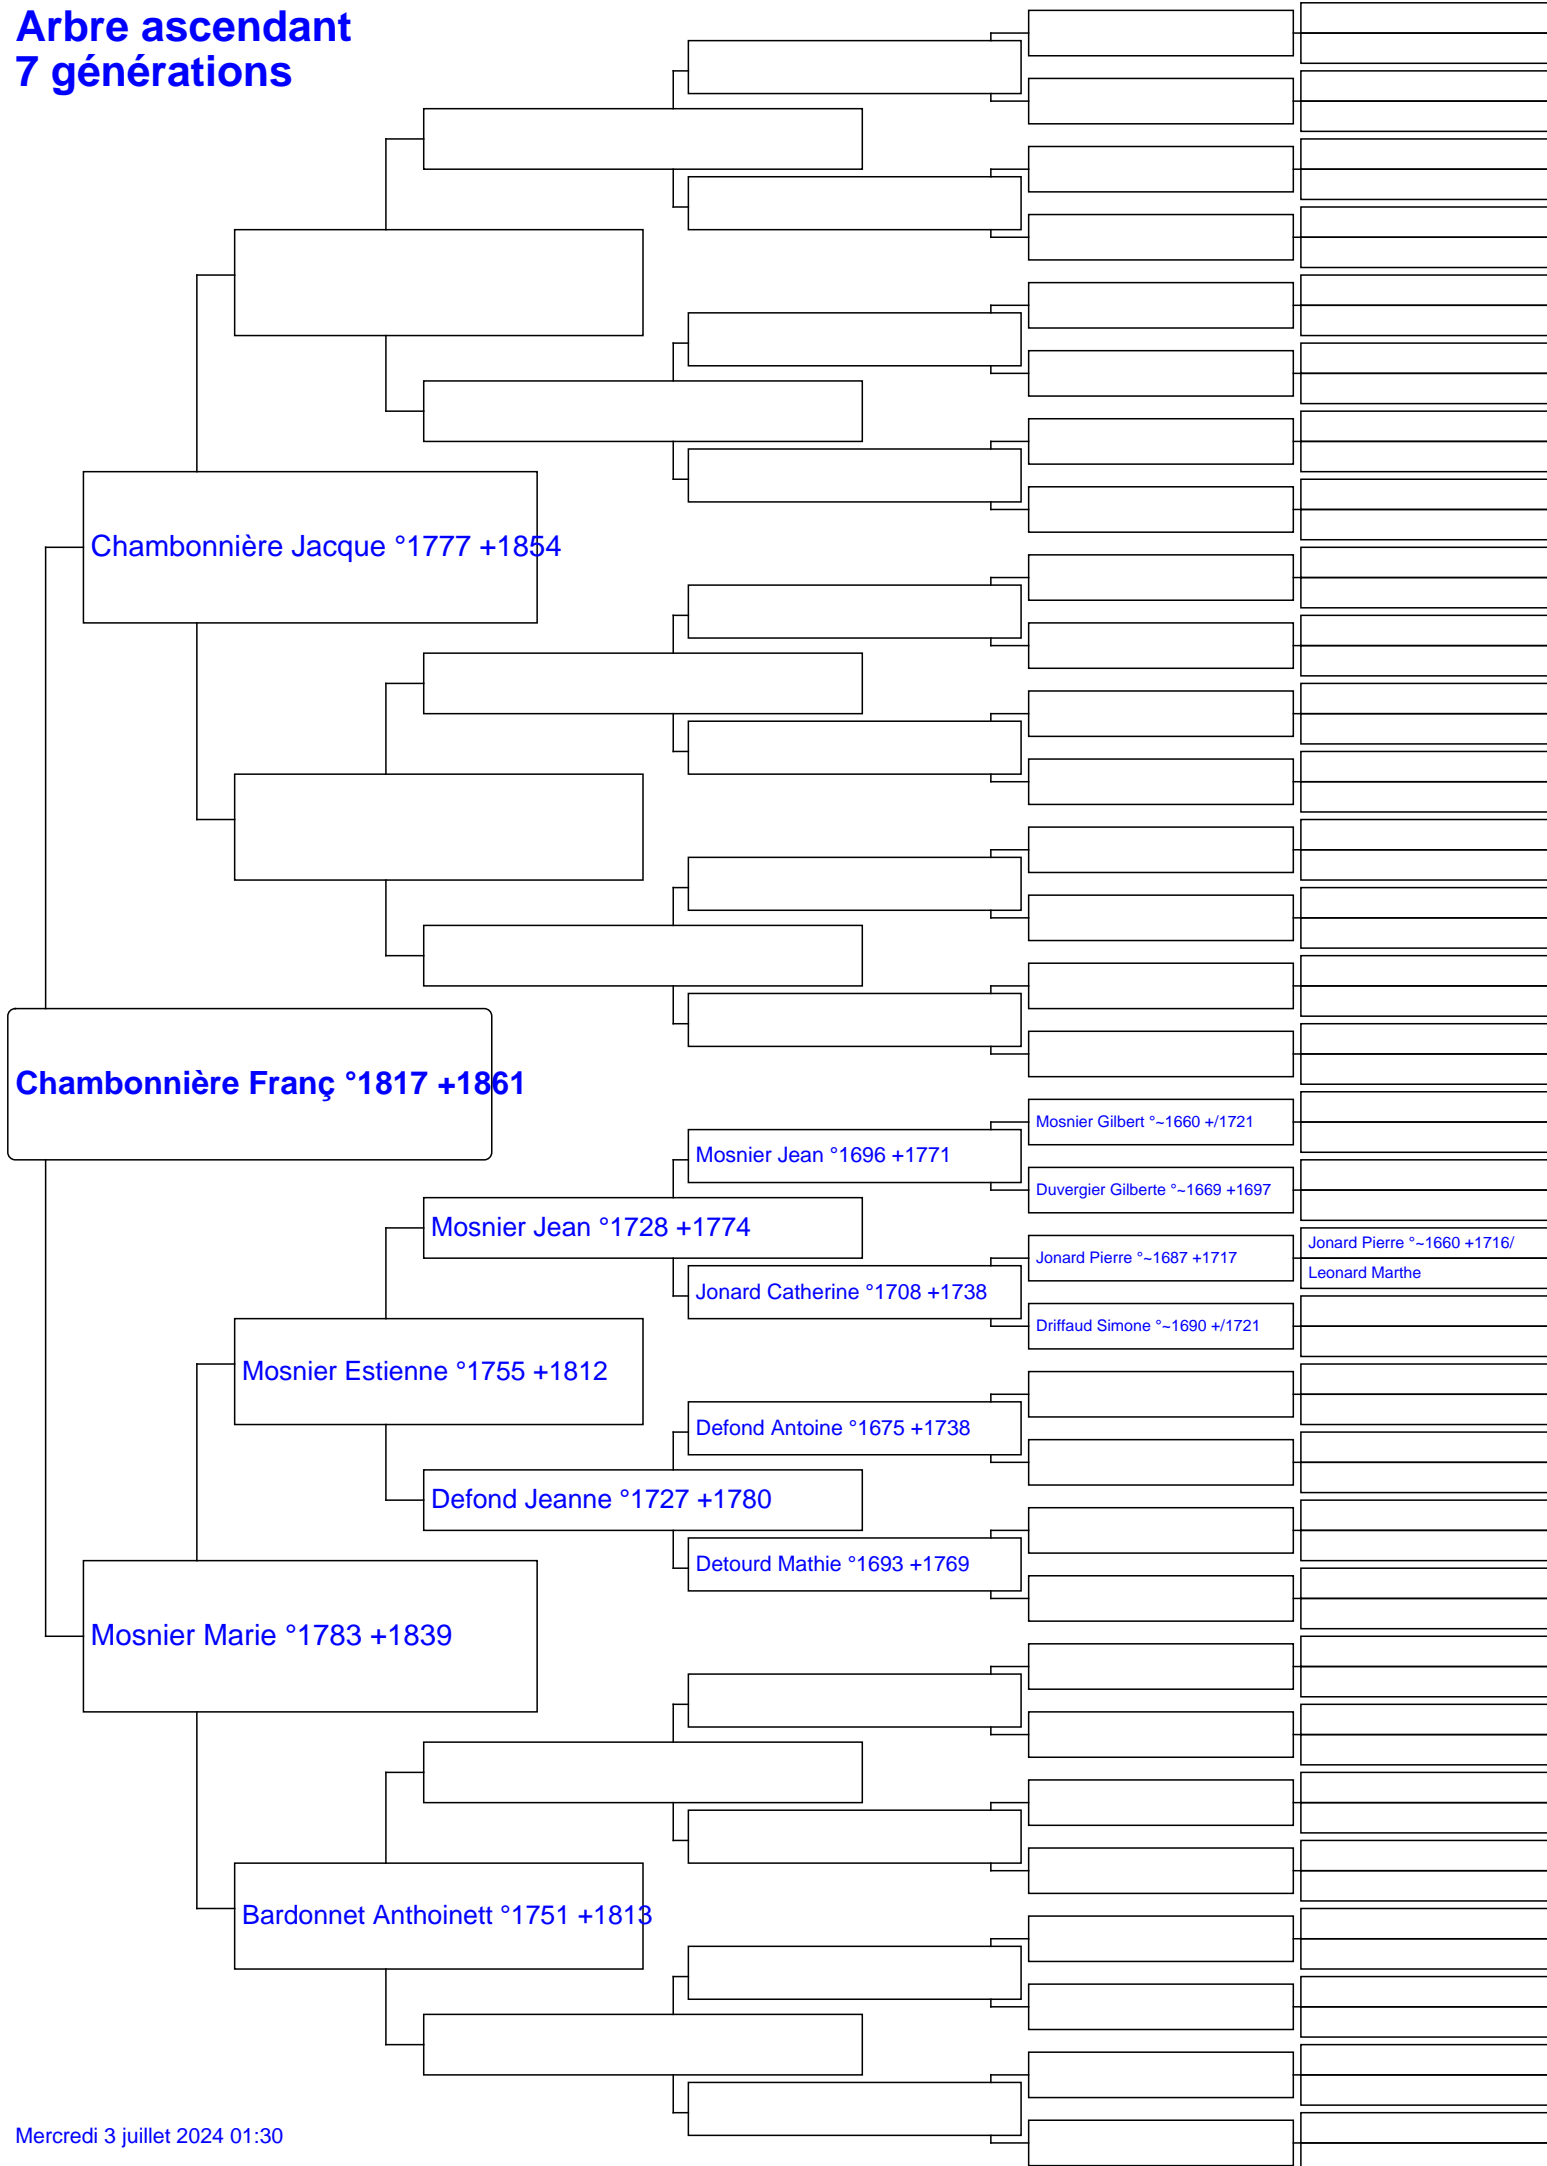 Arbre ascendant
7 générations
Chambonnière Jacque °1777 +1854
Chambonnière Franç °1817 +1861
Mosnier Gilbert °~1660 +/1721
Mosnier Jean °1696 +1771
Duvergier Gilberte °~1669 +1697
Mosnier Jean °1728 +1774
Jonard Pierre °~1660 +1716/
Jonard Pierre °~1687 +1717
Leonard Marthe
Jonard Catherine °1708 +1738
Driffaud Simone °~1690 +/1721
Mosnier Estienne °1755 +1812
Defond Antoine °1675 +1738
Defond Jeanne °1727 +1780
Detourd Mathie °1693 +1769
Mosnier Marie °1783 +1839
Bardonnet Anthoinett °1751 +1813
Mercredi 3 juillet 2024 01:30